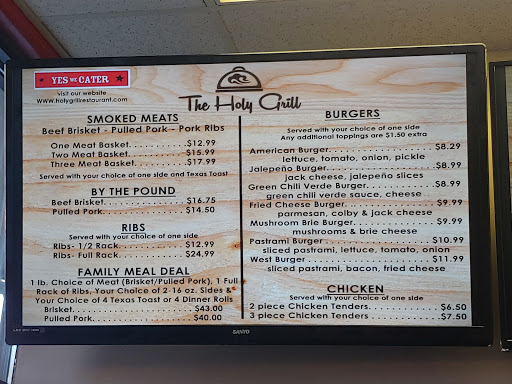 YES WE CATER
visit our website
www.holygrillrestaurant.com
The Holy Grill
SMOKED MEATS
Beef Brisket - Pulled Pork - Pork Ribs
One Meat Basket. . . . . . . . . . . .$12.99
Two Meat Basket. . . . . . . . . . . .$15.99
Three Meat Basket. . . . . . . . . . .$17.99
Served with your choice of one side and Texas Toast
BY THE POUND
Beef Brisket. . . . . . . . . . . . . . . . . $16.75
Pulled Pork. . . . . . . . . . . . . . . . . $14.50
RIBS
Served with your choice of one side
Ribs- 1/2 Rack. . . . . . . . . . . . . $12.99
Ribs- Full Rack. . . . . . . . . . . . . $24,99
FAMILY MEAL DEAL
1 lb. Choice of Meat (Brisket/Pulled Pork), 1 Full
Rack of Ribs, Your Choice of 2-16 oz. Sides &
Your Choice of 4 Texas Toast or 4 Dinner Rolls
Brisket. . . . . . . . . . . . . . . . . . . $43.00
Pulled Pork. . . . . . . . . . . . . . . . $40.00
BURGERS
Served with your choice of one side
Any additional toppings are $1.50 extra
American Burger. . . . . . . . . . . . . . . . . $8.29
lettuce, tomato, onion, pickle
Jalapeño Burger. . . . . . . . . . . . . . . . . $8.99
jack cheese, jalapeño slices
Green Chili Verde Burger. . . . . . . . . . . $8.99
green chili verde sauce, cheese
Fried Cheese Burger. . . . . . . . . . . . . . $9.99
parmesan, colby & jack cheese
Mushroom Brie Burger. . . . . . . . . . . . $9.99
mushrooms & brie cheese
Pastrami Burger . . . . . . . . . . . . . . . . $10.99
sliced pastrami, lettuce, tomato, onion
West Burger . . . . . . . . . . . . . . . . . . . $11.99
sliced pastrami, bacon, fried cheese
CHICKEN
Served with your choice of one side
2 piece Chicken Tenders . . . . . . . . . . . $6.50
3 piece Chicken Tenders . . . . . . . . . . . $7.50
SANYO